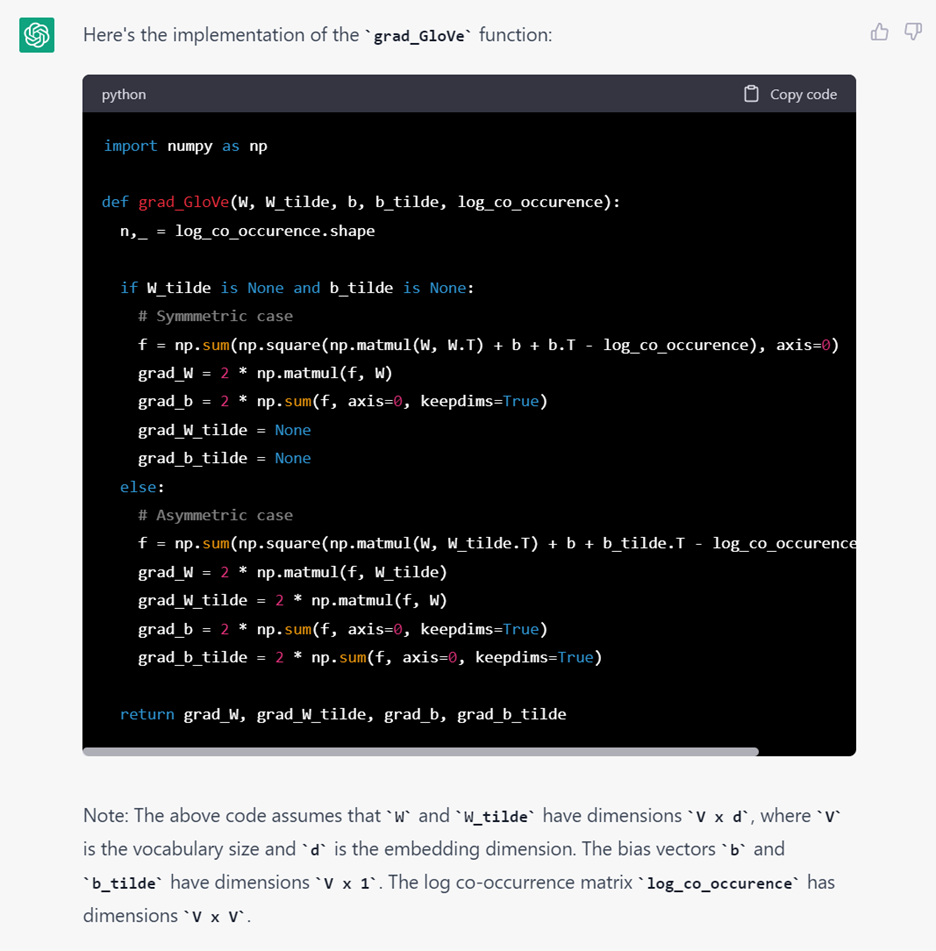 Here's the implementation of the `grad_GloVe` function:
python
Copy code
import numpy as np
def grad_GloVe(W, W_tilde, b, b_tilde, log_co_occurence):
n,_ = log_co_occurence.shape
if W_tilde is None and b_tilde is None:
# Symmmetric case
f = np.sum(np.square(np.matmul(W, W.T) + b + b.T - log_co_occurence), axis=0)
grad_W = 2 * np.matmul(f, W)
grad_b = 2 * np.sum(f, axis=0, keepdims=True)
grad_W_tilde = None
grad_b_tilde = None
else:
# Asymmetric case
f = np.sum(np.square(np.matmul(W, W_tilde.T) + b + b_tilde.T - log_co_occurence
grad_W = 2 * np.matmul(f, W_tilde)
grad_W_tilde = 2 * np.matmul(f, W)
grad_b = 2 * np.sum(f, axis=0, keepdims=True)
grad_b_tilde = 2 * np.sum(f, axis=0, keepdims=True)
return grad_W, grad_W_tilde, grad_b, grad_b_tilde
Note: The above code assumes that `W` and `W_tilde` have dimensions `V x d`, where `V`
is the vocabulary size and `d` is the embedding dimension. The bias vectors `b` and
`b_tilde` have dimensions `V x 1`. The log co-occurrence matrix `log_co_occurence` has
dimensions `V x V`.